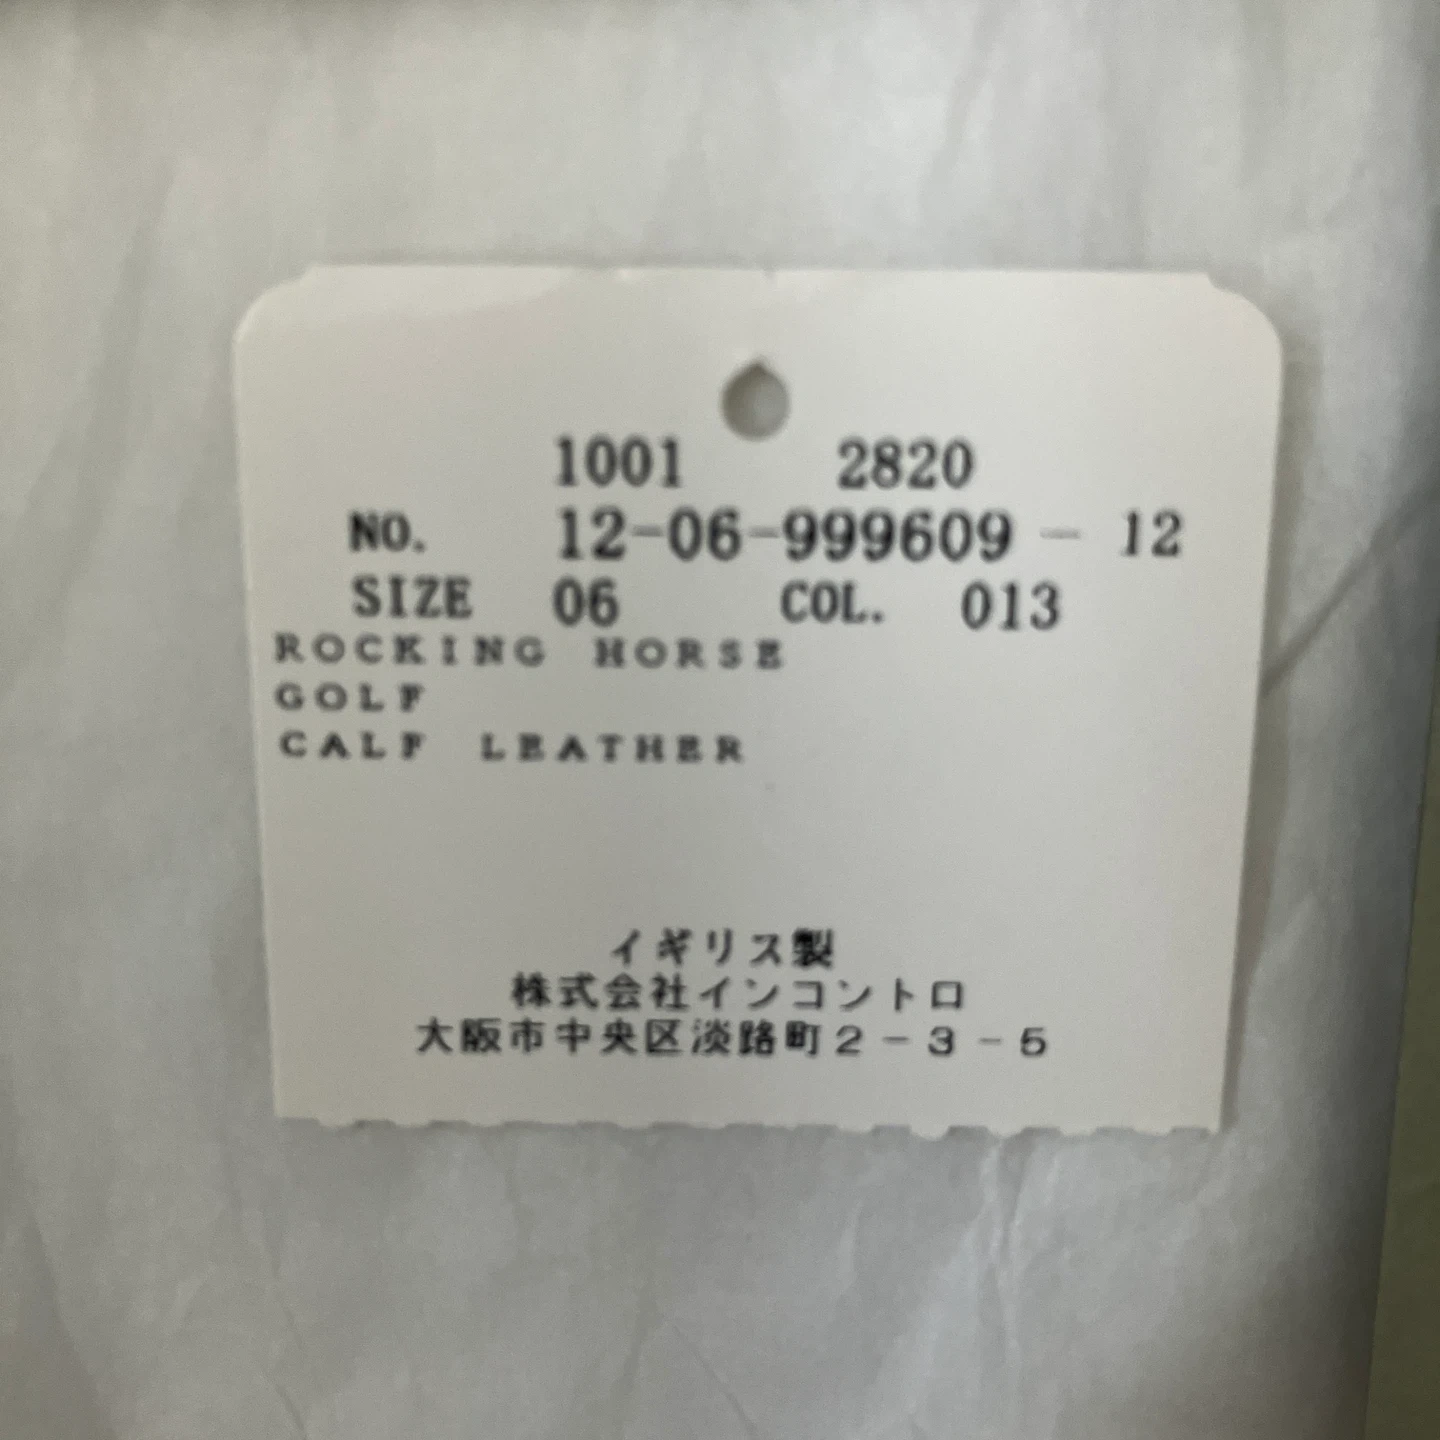 1001 2820
NO. 12-06-999609 - 12
SIZE 06 COL. 013
ROCKING HORSE
GOLF
CALF LEATHER
イギリス製
株式会社インコントロ
大阪市中央区淡路町2-3-5